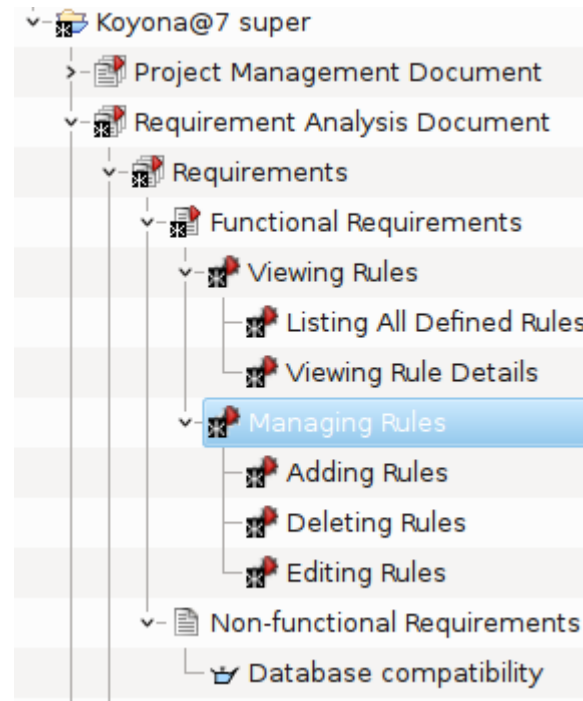 Koyona@7 super
Project Management Document
Requirement Analysis Document
Requirements
Functional Requirements
Viewing Rules
Listing All Defined Rules
Viewing Rule Details
Managing Rules
Adding Rules
Deleting Rules
Editing Rules
Non-functional Requirements
Database compatibility